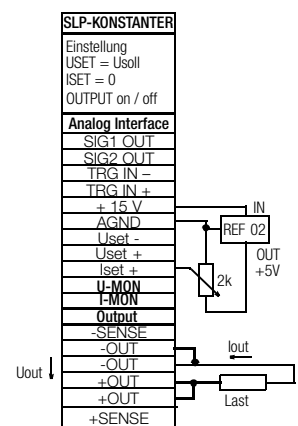 SLP-KONSTANTER
Einstellung
USET = Usoll
ISET = 0
OUTPUT on / off
Analog Interface
SIG1 OUT
SIG2 OUT
TRG IN –
TRG IN +
+ 15 V
AGND
Uset -
Uset +
Iset +
U-MON
I-MON
Output
-SENSE
-OUT
-OUT
+OUT
+OUT
+SENSE
IN
REF 02
OUT
+5V
2k
Iout
Uout
Last